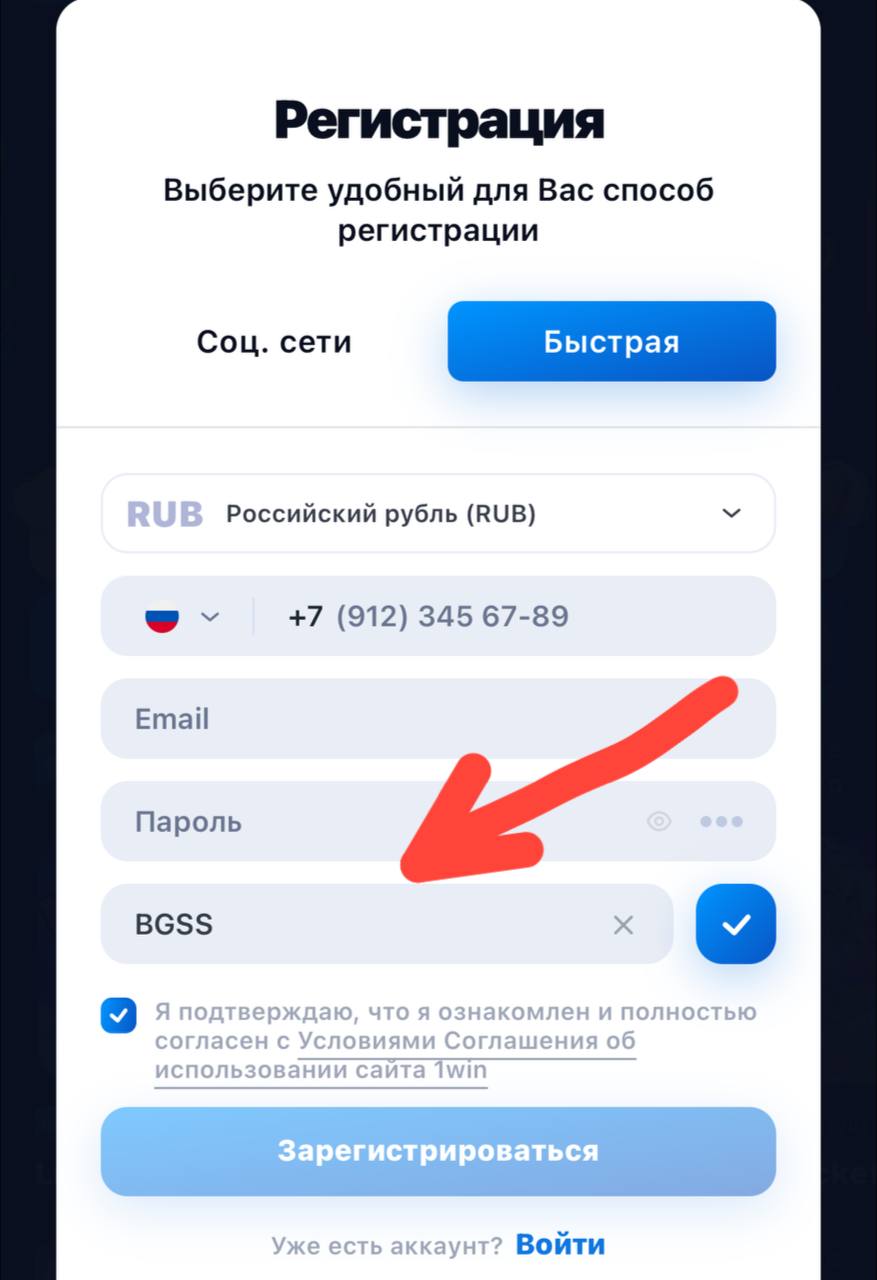 Регистрация
Выберите удобный для Вас способ
регистрации
Соц. сети
Быстрая
RUB Российский рубль (RUB)
+7 (912) 345 67-89
Email
Пароль
BGSS
Я подтверждаю, что я ознакомлен и полностью
согласен с Условиями Соглашения об
использовании сайта 1win
Зарегистрироваться
Уже есть аккаунт? Войти